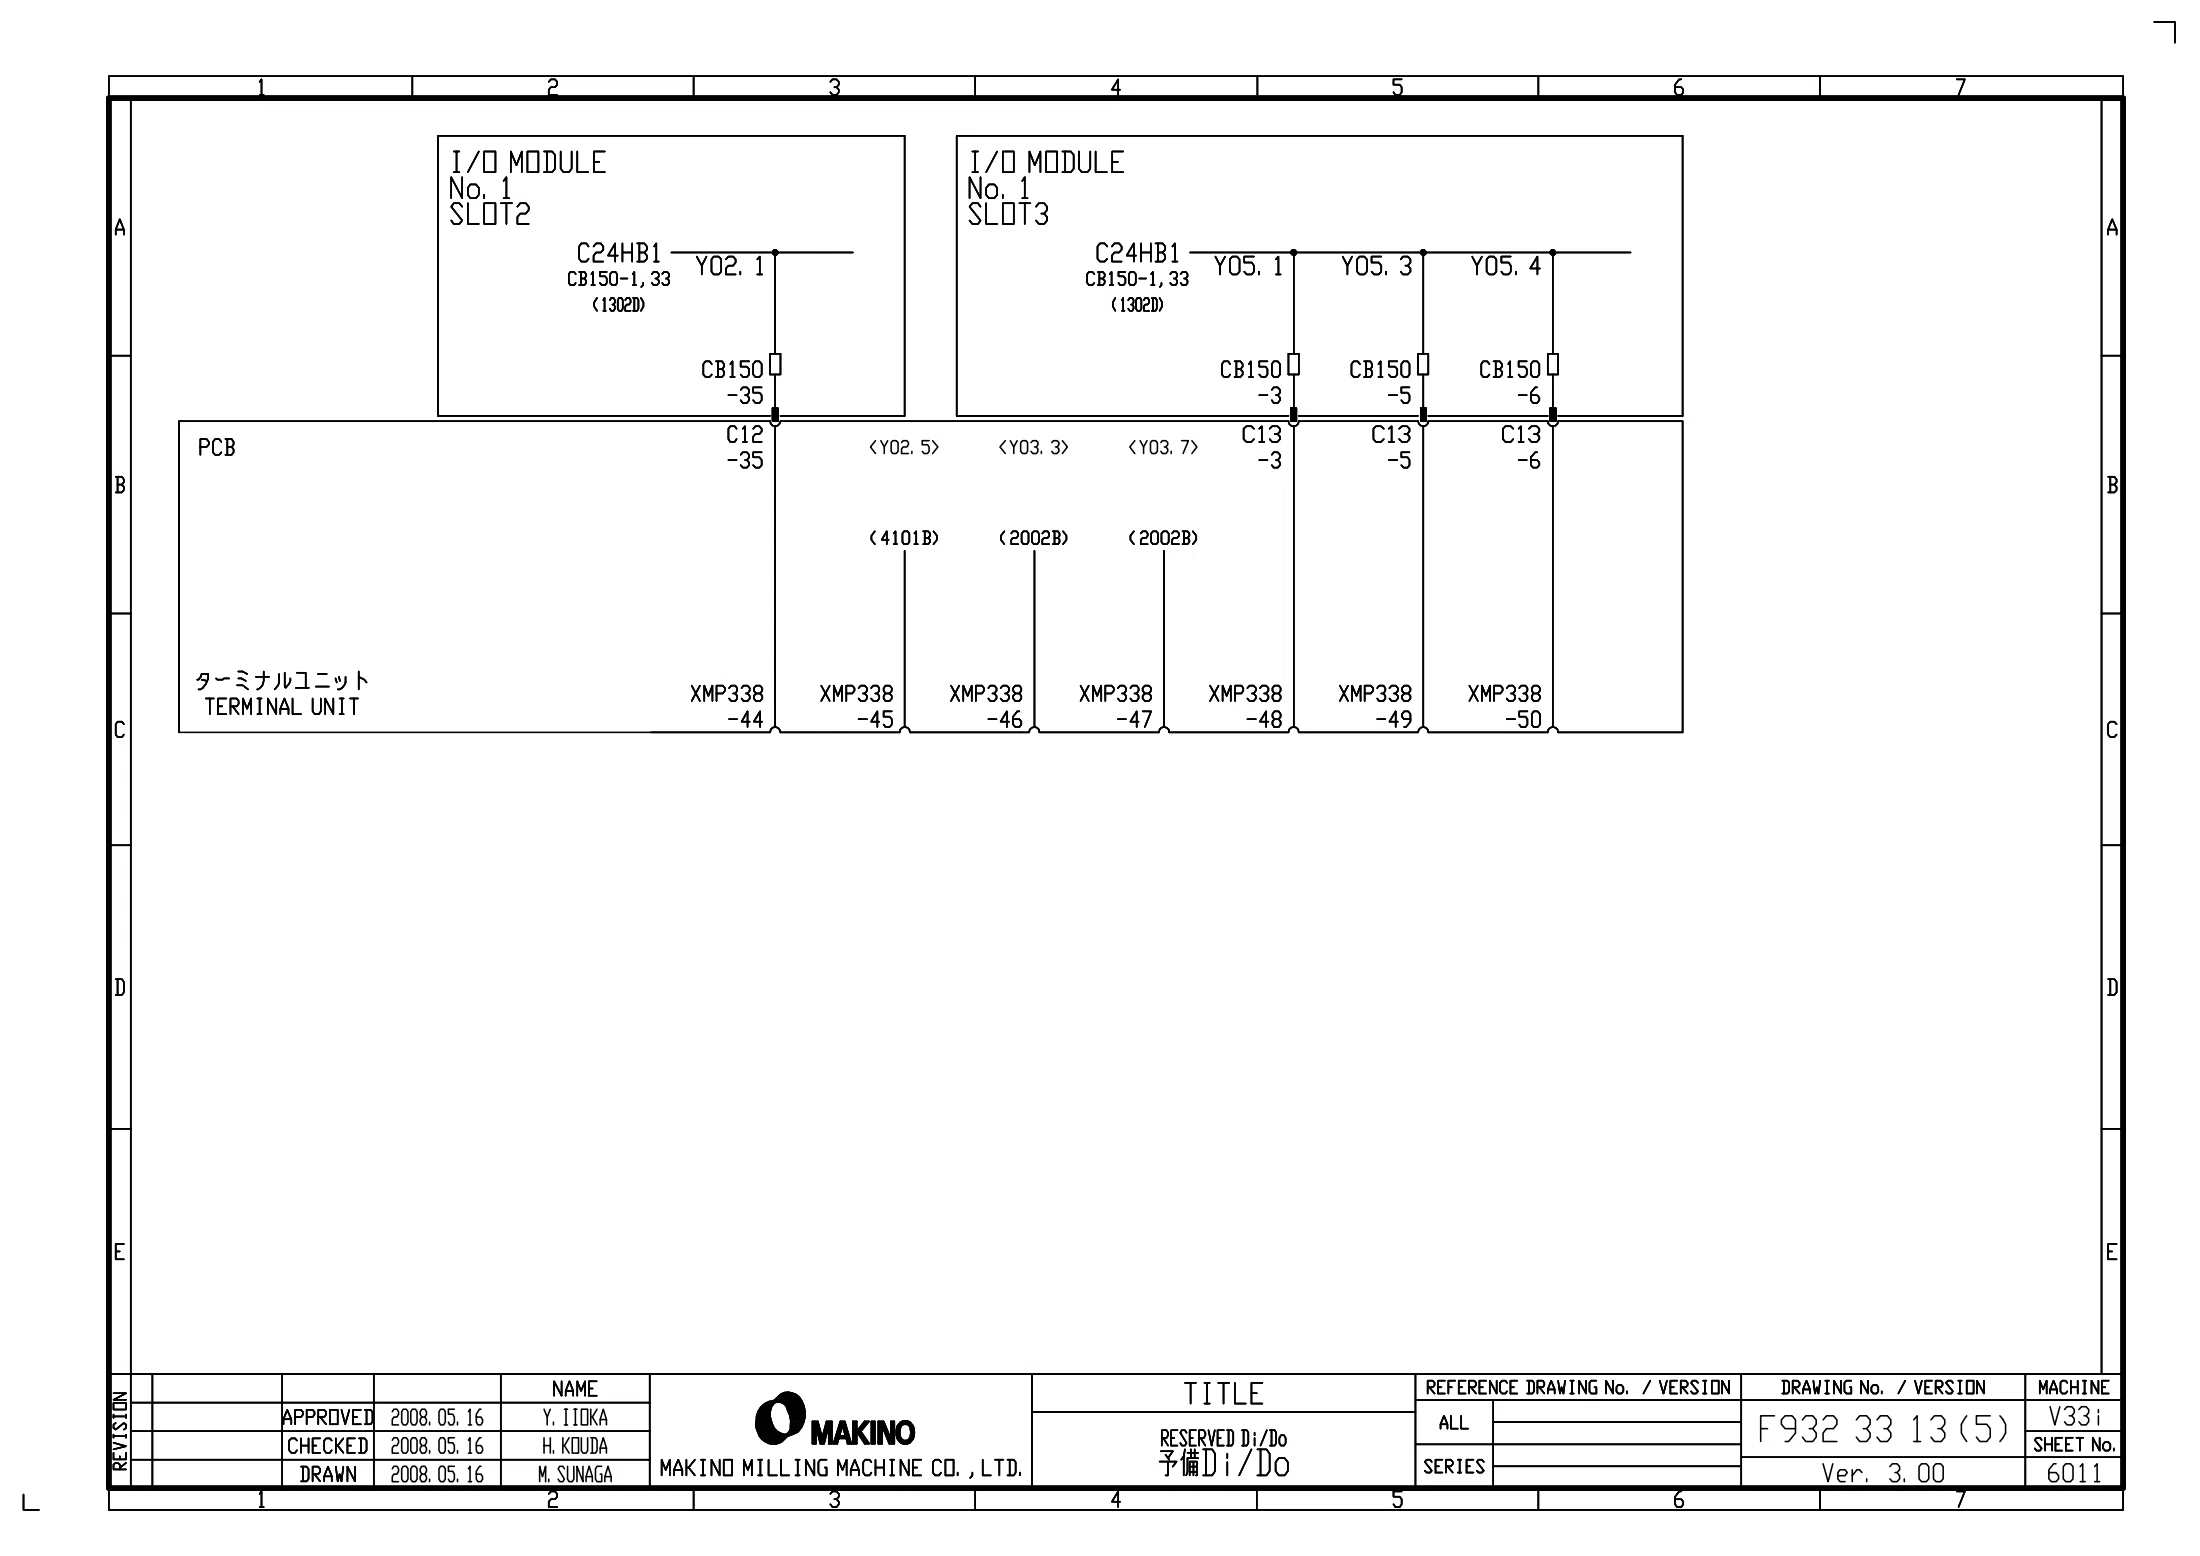 1 2 3 4 5 6 7
A A
B B
C C
D D
E E
I/O MODULE
No. 1
SLOT2
C24HB1
CB150-1,33
(1302D)
Y02. 1
CB150
-35
I/O MODULE
No. 1
SLOT3
C24HB1
CB150-1,33
(1302D)
Y05. 1
Y05. 3
Y05. 4
CB150
-3
CB150
-5
CB150
-6
PCB
C12
-35
<Y02. 5>
<Y03. 3>
<Y03. 7>
C13
-3
C13
-5
C13
-6
(4101B)
(2002B)
(2002B)
ターミナルユニット
TERMINAL UNIT
XMP338
-44
XMP338
-45
XMP338
-46
XMP338
-47
XMP338
-48
XMP338
-49
XMP338
-50
REVISION
NAME
APPROVED 2008. 05. 16 Y. IIOKA
CHECKED 2008. 05. 16 H. KOUDA
DRAWN 2008. 05. 16 M. SUNAGA
MAKINO
MAKINO MILLING MACHINE CO. ,LTD.
TITLE
RESERVED Di/Do
予備Di/Do
REFERENCE DRAWING No. / VERSION
ALL
SERIES
DRAWING No. / VERSION
F932 33 13(5)
Ver. 3. 00
MACHINE
V33i
SHEET No.
6011
1 2 3 4 5 6 7